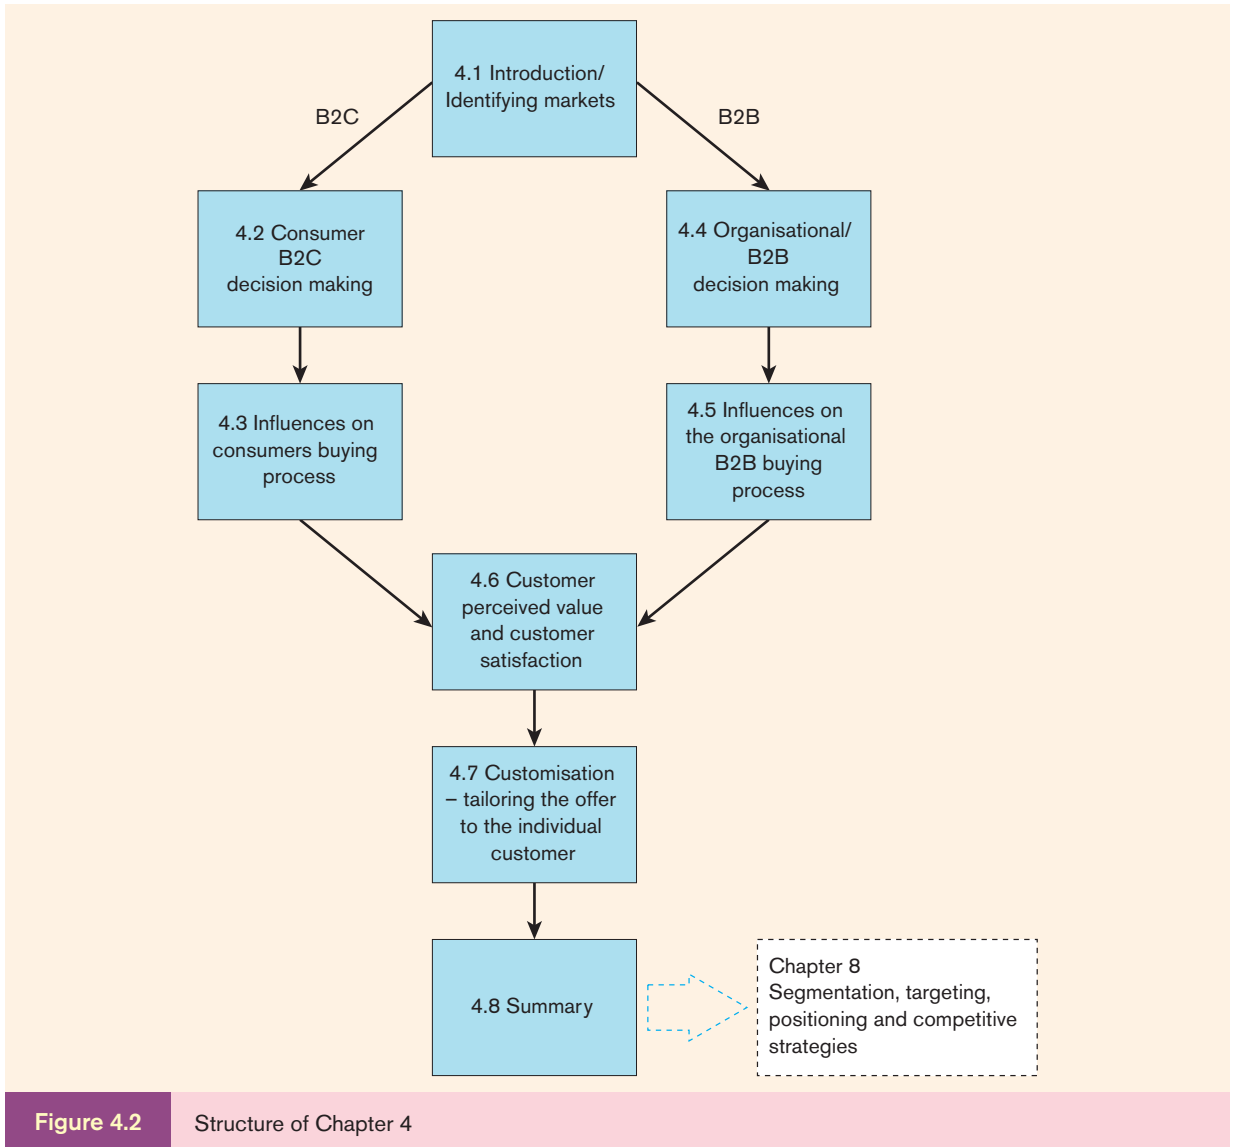 4.1 Introduction/
Identifying markets
B2C
B2B
4.2 Consumer
B2C
decision making
4.4 Organisational/
B2B
decision making
4.3 Influences on
consumers buying
process
4.5 Influences on
the organisational
B2B buying
process
4.6 Customer
perceived value
and customer
satisfaction
4.7 Customisation
– tailoring the offer
to the individual
customer
4.8 Summary
Chapter 8
Segmentation, targeting,
positioning and competitive
strategies
Figure 4.2
Structure of Chapter 4